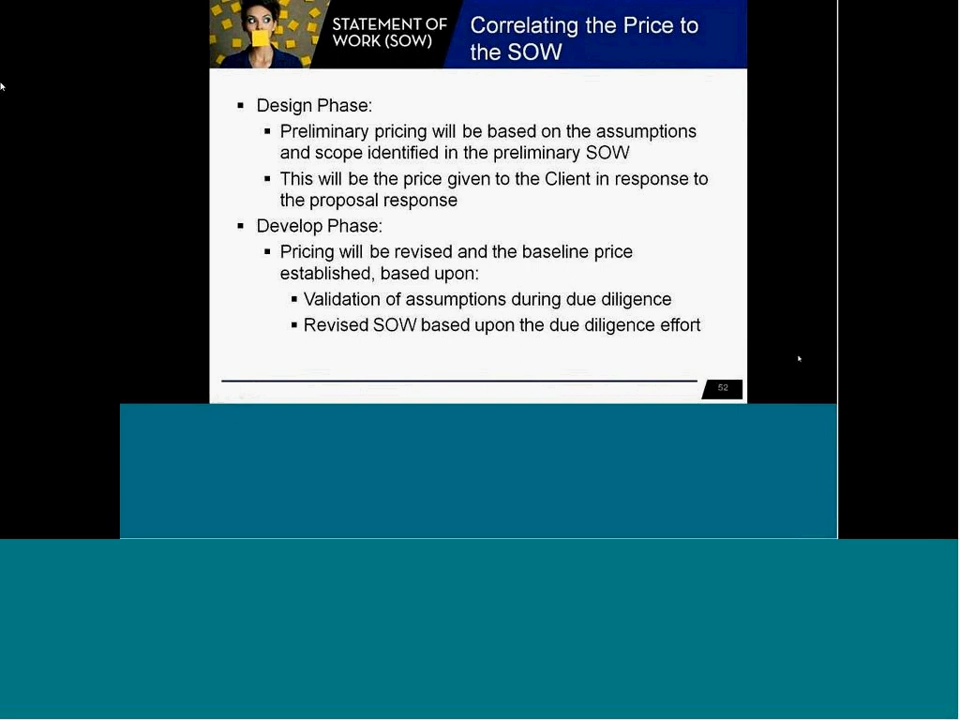 STATEMENT OF
WORK (SOW)
Correlating the Price to
the SOW
▪ Design Phase:
▪ Preliminary pricing will be based on the assumptions
and scope identified in the preliminary SOW
▪ This will be the price given to the Client in response to
the proposal response
▪ Develop Phase:
▪ Pricing will be revised and the baseline price
established, based upon:
▪ Validation of assumptions during due diligence
▪ Revised SOW based upon the due diligence effort
52